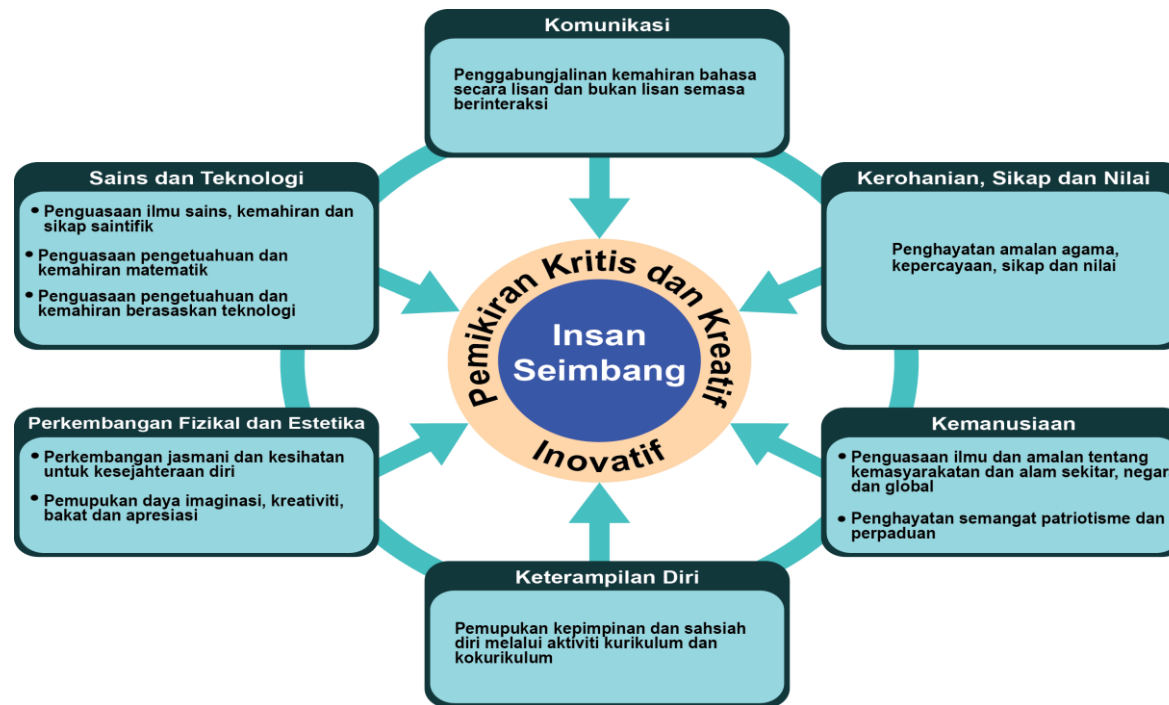 Komunikasi
Penggabungjalinan kemahiran bahasa
secara lisan dan bukan lisan semasa
berinteraksi
Sains dan Teknologi
• Penguasaan ilmu sains, kemahiran dan
sikap saintifik
• Penguasaan pengetuahuan dan
kemahiran matematik
• Penguasaan pengetuahuan dan
kemahiran berasaskan teknologi
Kerohanian, Sikap dan Nilai
Penghayatan amalan agama,
kepercayaan, sikap dan nilai
Pemikiran Kritis dan Kreatif
Insan
Seimbang
Inovatif
Perkembangan Fizikal dan Estetika
• Perkembangan jasmani dan kesihatan
untuk kesejahteraan diri
• Pemupukan daya imaginasi, kreativiti,
bakat dan apresiasi
Kemanusiaan
• Penguasaan ilmu dan amalan tentang
kemasyarakatan dan alam sekitar, negara
dan global
• Penghayatan semangat patriotisme dan
perpaduan
Keterampilan Diri
Pemupukan kepimpinan dan sahsiah
diri melalui aktiviti kurikulum dan
kokurikulum